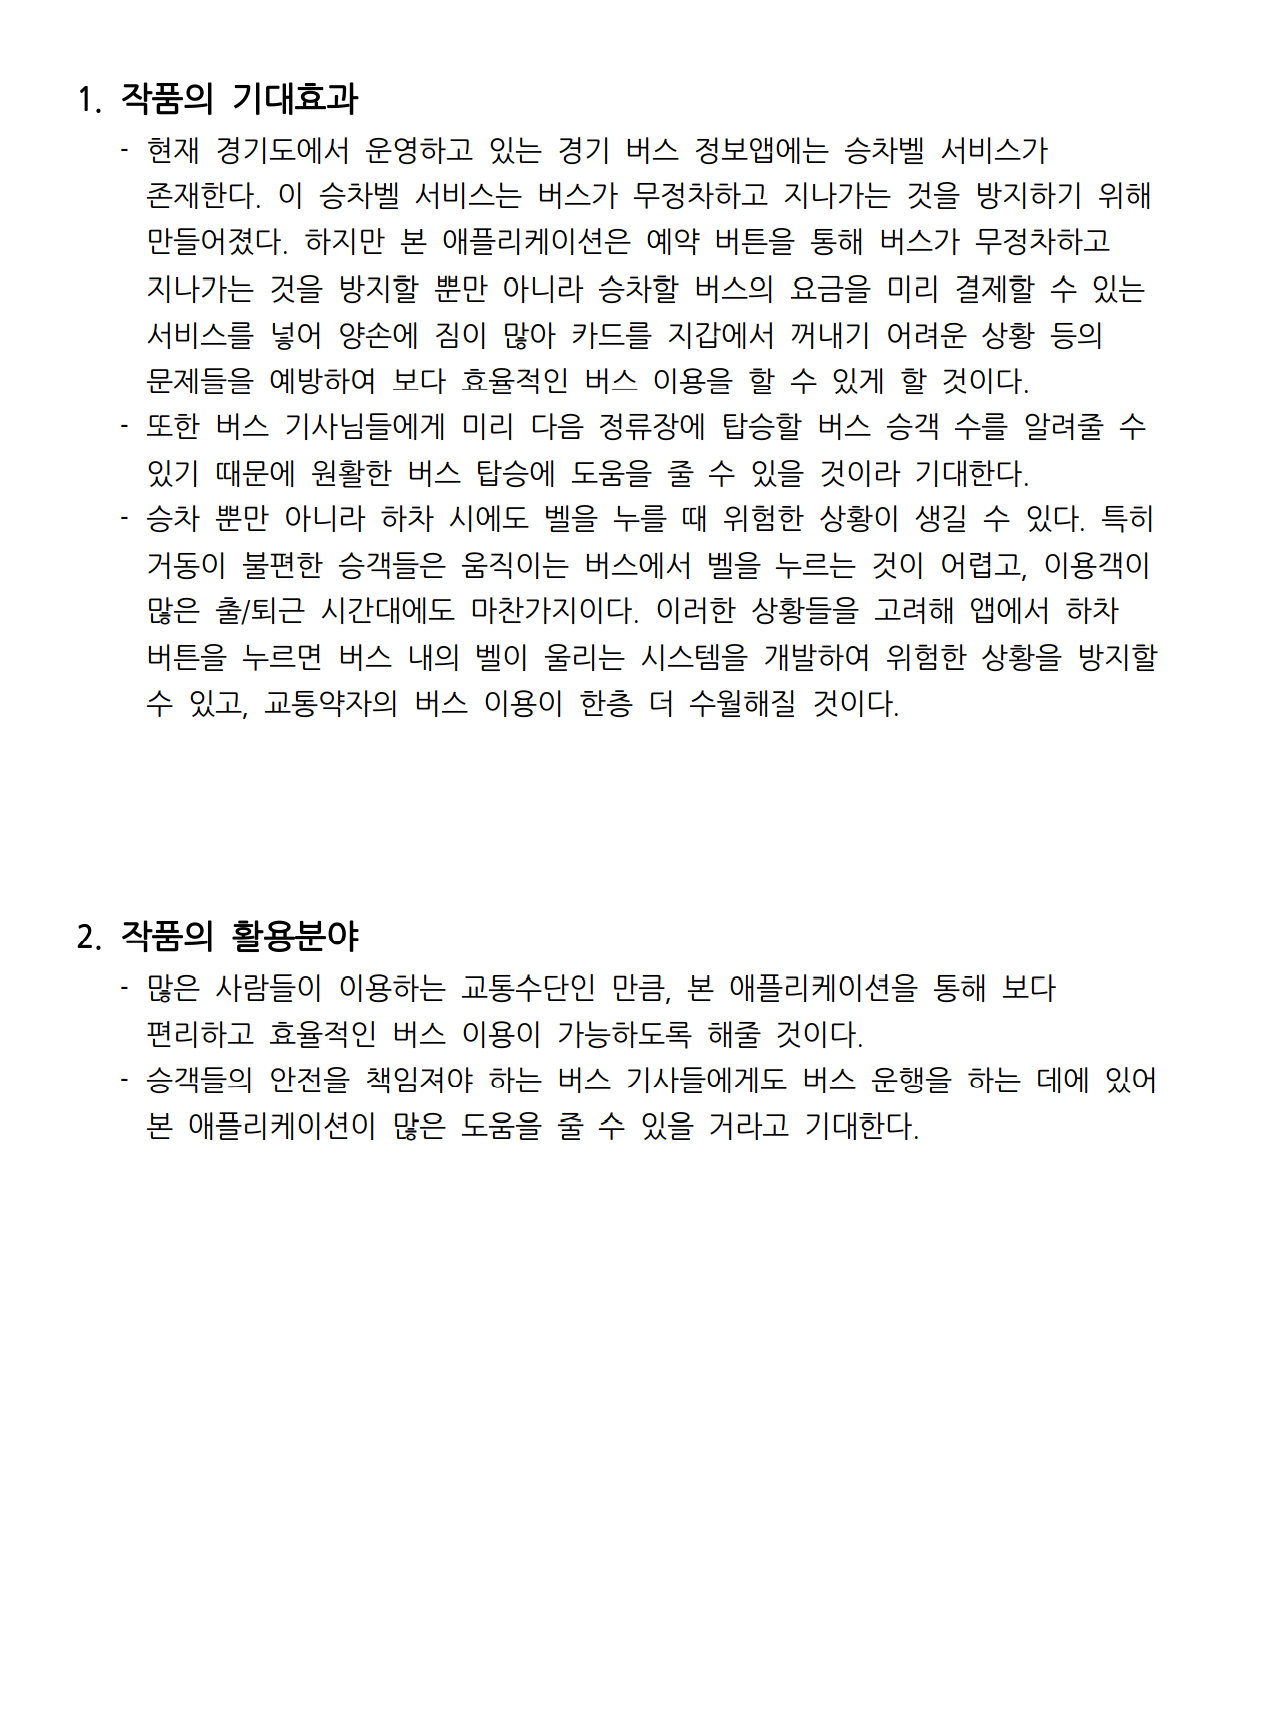 1. 작품의 기대효과
- 현재 경기도에서 운영하고 있는 경기 버스 정보앱에는 승차벨 서비스가
존재한다. 이 승차벨 서비스는 버스가 무정차하고 지나가는 것을 방지하기 위해
만들어졌다. 하지만 본 애플리케이션은 예약 버튼을 통해 버스가 무정차하고
지나가는 것을 방지할 뿐만 아니라 승차할 버스의 요금을 미리 결제할 수 있는
서비스를 넣어 양손에 짐이 많아 카드를 지갑에서 꺼내기 어려운 상황 등의
문제들을 예방하여 보다 효율적인 버스 이용을 할 수 있게 할 것이다.
- 또한 버스 기사님들에게 미리 다음 정류장에 탑승할 버스 승객 수를 알려줄 수
있기 때문에 원활한 버스 탑승에 도움을 줄 수 있을 것이라 기대한다.
- 승차 뿐만 아니라 하차 시에도 벨을 누를 때 위험한 상황이 생길 수 있다. 특히
거동이 불편한 승객들은 움직이는 버스에서 벨을 누르는 것이 어렵고, 이용객이
많은 출/퇴근 시간대에도 마찬가지이다. 이러한 상황들을 고려해 앱에서 하차
버튼을 누르면 버스 내의 벨이 울리는 시스템을 개발하여 위험한 상황을 방지할
수 있고, 교통약자의 버스 이용이 한층 더 수월해질 것이다.
2. 작품의 활용분야
- 많은 사람들이 이용하는 교통수단인 만큼, 본 애플리케이션을 통해 보다
편리하고 효율적인 버스 이용이 가능하도록 해줄 것이다.
- 승객들의 안전을 책임져야 하는 버스 기사들에게도 버스 운행을 하는 데에 있어
본 애플리케이션이 많은 도움을 줄 수 있을 거라고 기대한다.